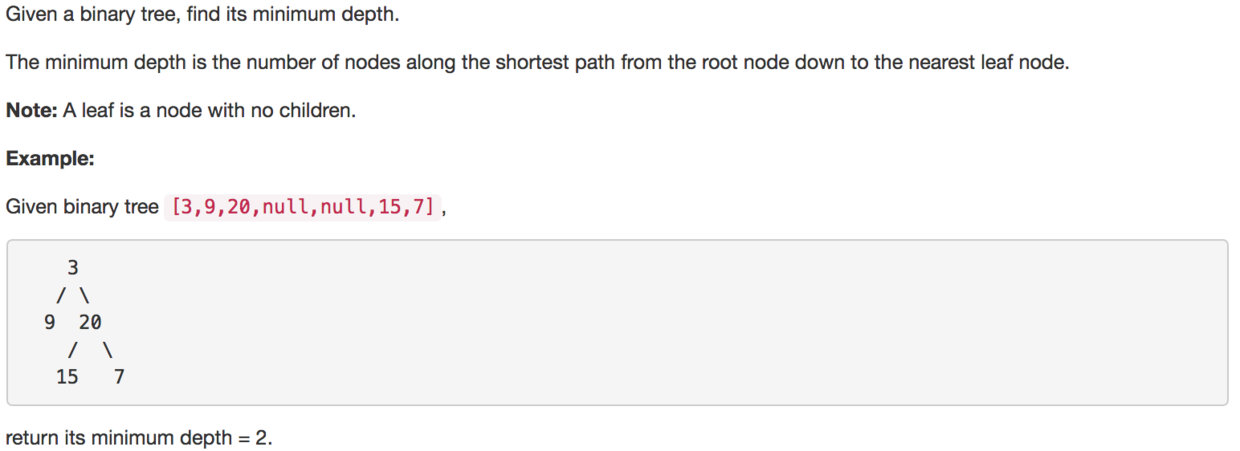 Given a binary tree, find its minimum depth.
The minimum depth is the number of nodes along the shortest path from the root node down to the nearest leaf node.
Note: A leaf is a node with no children.
Example:
Given binary tree [3,9,20,null,null,15,7],
3
/ \
9 20
/ \
15 7
return its minimum depth = 2.